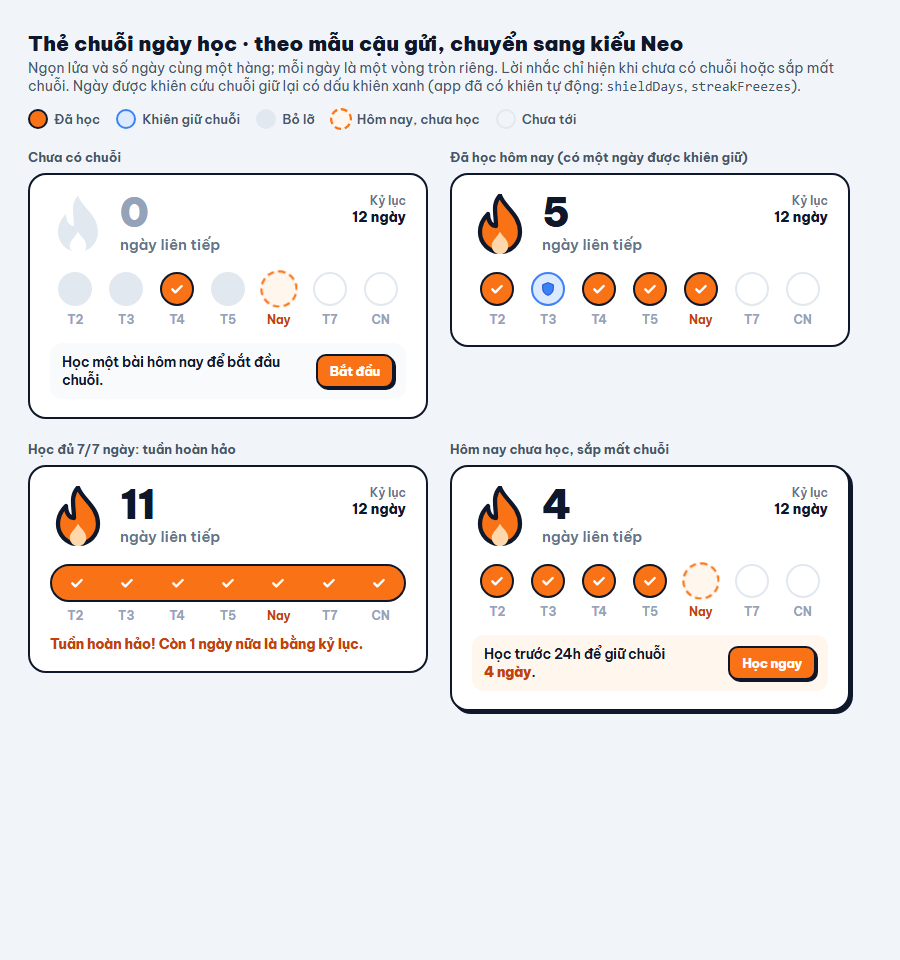 Thẻ chuỗi ngày học · theo mẫu cậu gửi, chuyển sang kiểu Neo
Ngọn lửa và số ngày cùng một hàng; mỗi ngày là một vòng tròn riêng. Lời nhắc chỉ hiện khi chưa có chuỗi hoặc sắp mất
chuỗi. Ngày được khiên cứu chuỗi giữ lại có dấu khiên xanh (app đã có khiên tự động: shieldDays, streakFreezes).
Đã học
Khiên giữ chuỗi
Bỏ lỡ
Hôm nay, chưa học
Chưa tới
Chưa có chuỗi
0
ngày liên tiếp
Kỷ lục
12 ngày
T2 T3 T4 T5 Nay T7 CN
Học một bài hôm nay để bắt đầu
chuỗi.
Bắt đầu
Đã học hôm nay (có một ngày được khiên giữ)
5
ngày liên tiếp
Kỷ lục
12 ngày
T2 T3 T4 T5 Nay T7 CN
Học đủ 7/7 ngày: tuần hoàn hảo
11
ngày liên tiếp
Kỷ lục
12 ngày
T2 T3 T4 T5 Nay T7 CN
Tuần hoàn hảo! Còn 1 ngày nữa là bằng kỷ lục.
Hôm nay chưa học, sắp mất chuỗi
4
ngày liên tiếp
Kỷ lục
12 ngày
T2 T3 T4 T5 Nay T7 CN
Học trước 24h để giữ chuỗi
4 ngày.
Học ngay